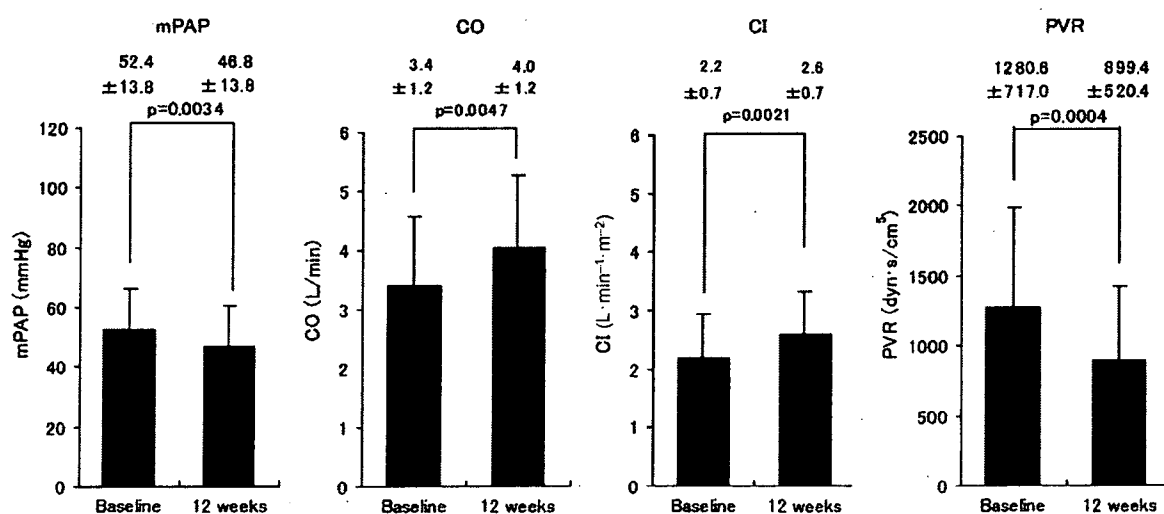 mPAP
52.4 46.8
±13.8 ±13.8
p=0.0034
120
100
80
60
40
20
0
mPAP (mmHg)
Baseline 12 weeks
CO
3.4 4.0
±1.2 ±1.2
p=0.0047
6
5
4
3
2
1
0
CO (L/min)
Baseline 12 weeks
CI
2.2 2.6
±0.7 ±0.7
p=0.0021
6
5
4
3
2
1
0
CI (L·min⁻¹·m⁻²)
Baseline 12 weeks
PVR
1280.8 899.4
±717.0 ±520.4
p=0.0004
2500
2000
1500
1000
500
0
PVR (dyn·s/cm⁵)
Baseline 12 weeks